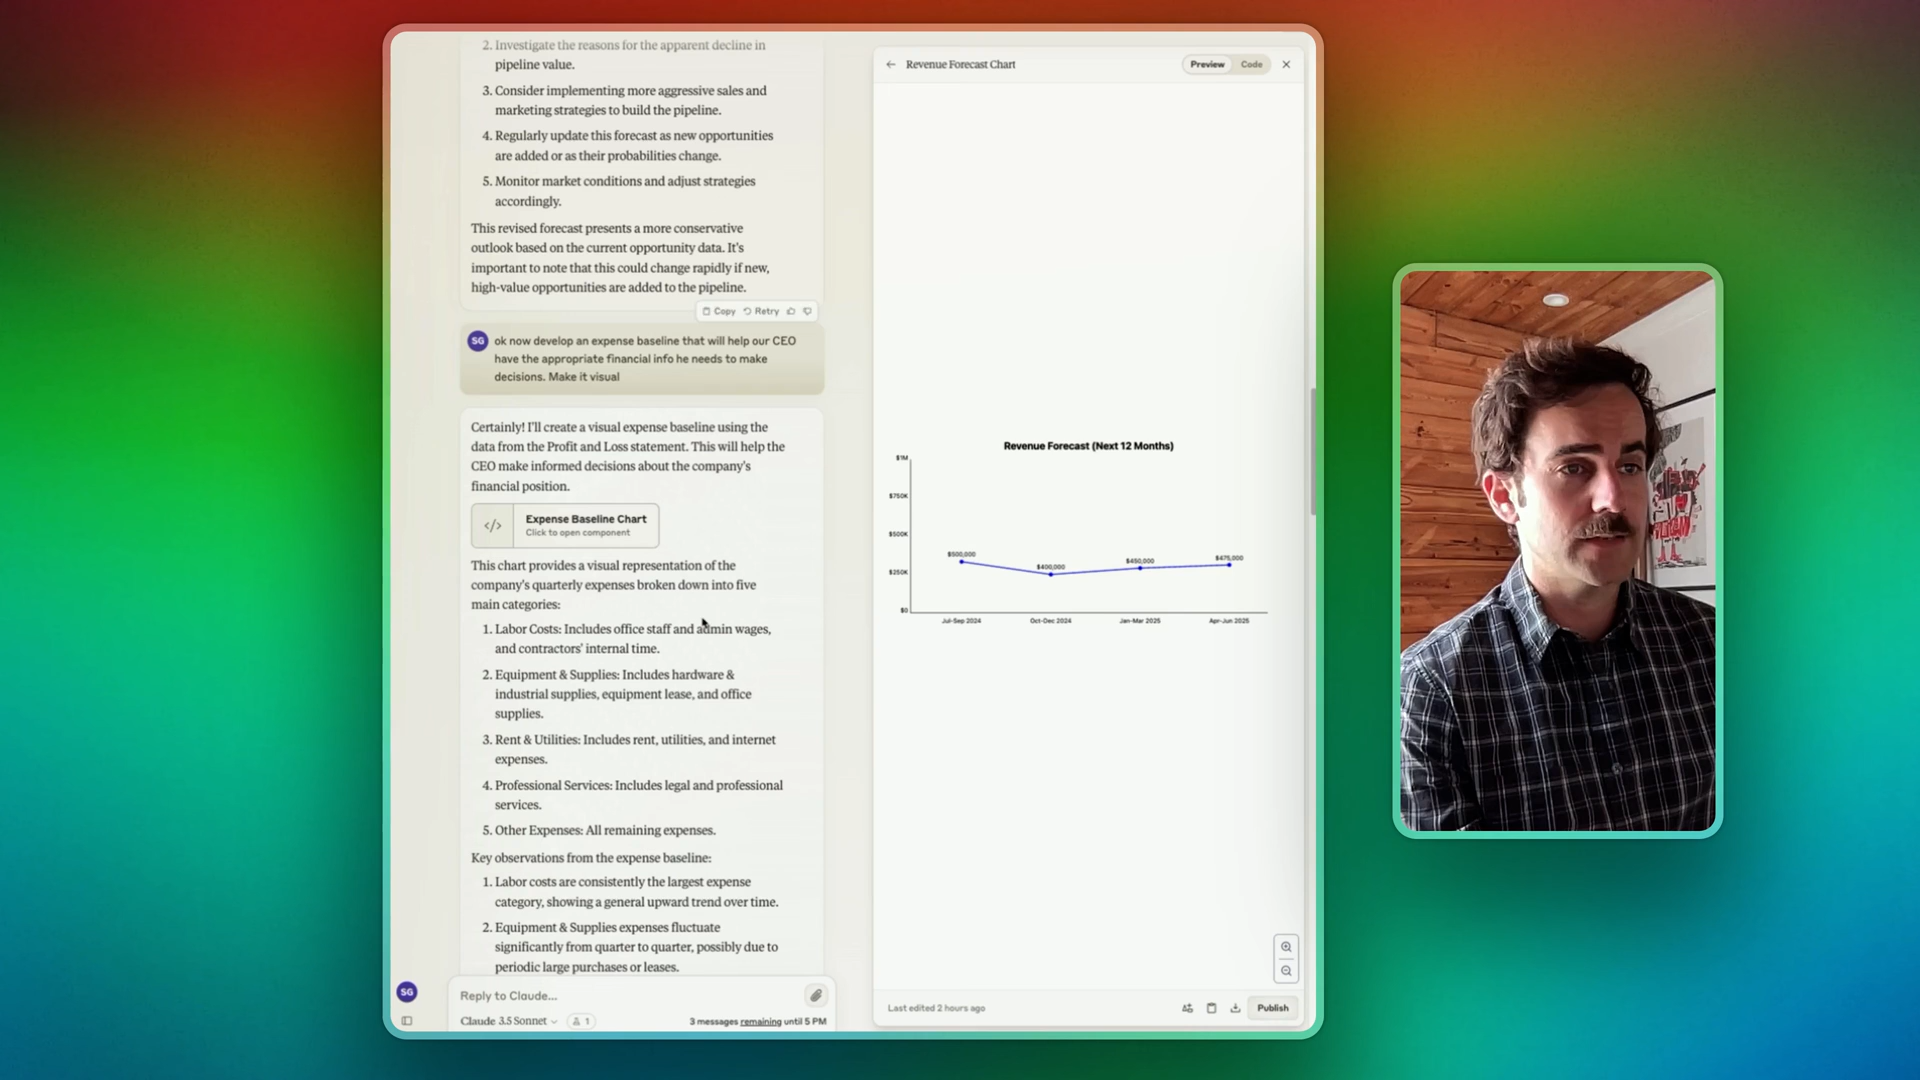 2. Investigate the reasons for the apparent decline in
pipeline value.
3. Consider implementing more aggressive sales and
marketing strategies to build the pipeline.
4. Regularly update this forecast as new opportunities
are added or as their probabilities change.
5. Monitor market conditions and adjust strategies
accordingly.
This revised forecast presents a more conservative
outlook based on the current opportunity data. It's
important to note that this could change rapidly if new,
high-value opportunities are added to the pipeline.
Copy Retry
SG
ok now develop an expense baseline that will help our CEO
have the appropriate financial info he needs to make
decisions. Make it visual
Certainly! I'll create a visual expense baseline using the
data from the Profit and Loss statement. This will help the
CEO make informed decisions about the company's
financial position.
</>
Expense Baseline Chart
Click to open component
This chart provides a visual representation of the
company's quarterly expenses broken down into five
main categories:
1. Labor Costs: Includes office staff and admin wages,
and contractors' internal time.
2. Equipment & Supplies: Includes hardware &
industrial supplies, equipment lease, and office
supplies.
3. Rent & Utilities: Includes rent, utilities, and internet
expenses.
4. Professional Services: Includes legal and professional
services.
5. Other Expenses: All remaining expenses.
Key observations from the expense baseline:
1. Labor costs are consistently the largest expense
category, showing a general upward trend over time.
2. Equipment & Supplies expenses fluctuate
significantly from quarter to quarter, possibly due to
periodic large purchases or leases.
SG
Reply to Claude...
Claude 3.5 Sonnet
1
3 messages remaining until 5 PM
Revenue Forecast Chart
Preview Code
Revenue Forecast (Next 12 Months)
$1M
$750K
$500K
$250K
$0
$500,000
$400,000
$450,000
$475,000
Jul-Sep 2024
Oct-Dec 2024
Jan-Mar 2025
Apr-Jun 2025
Last edited 2 hours ago
Publish